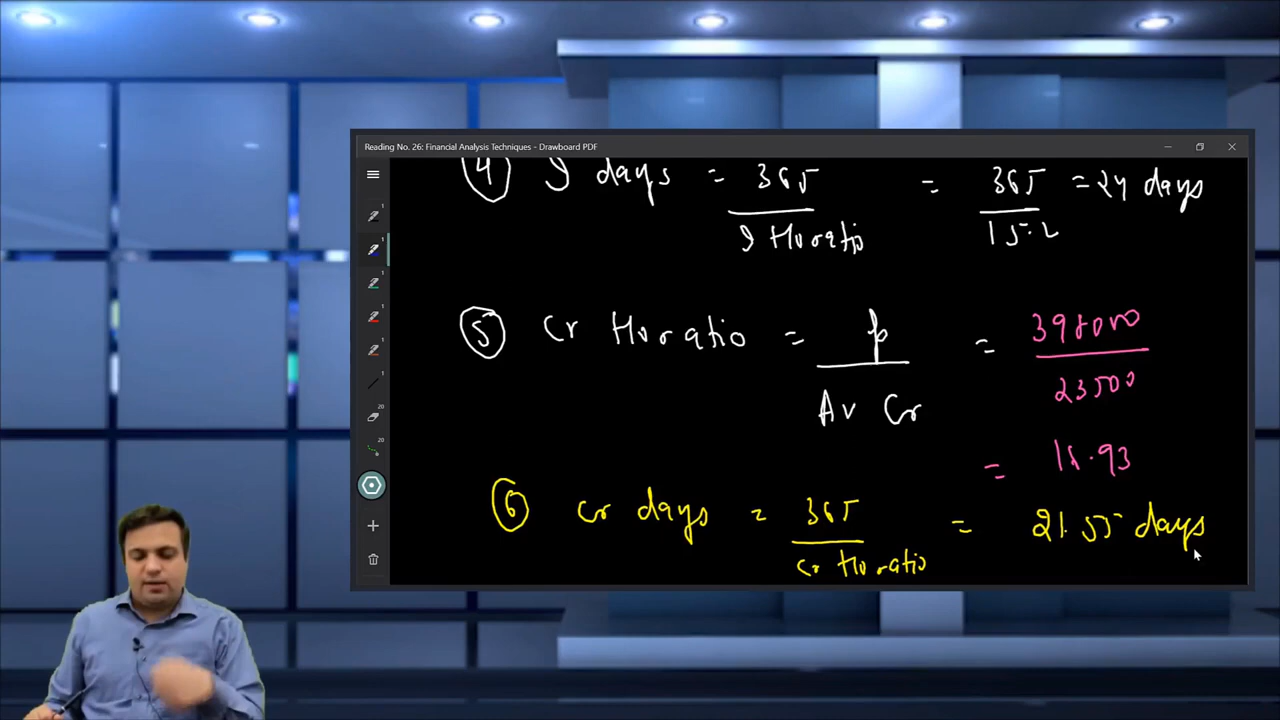 Reading No. 26: Financial Analysis Techniques - Drawboard PDF
④ I days = 365 / I T/o ratio = 365 / 15.2 = 24 days
⑤ Cr T/o ratio = P / Av Cr = 398000 / 23500
= 16.93
⑥ Cr days = 365 / Cr T/o ratio = 21.55 days